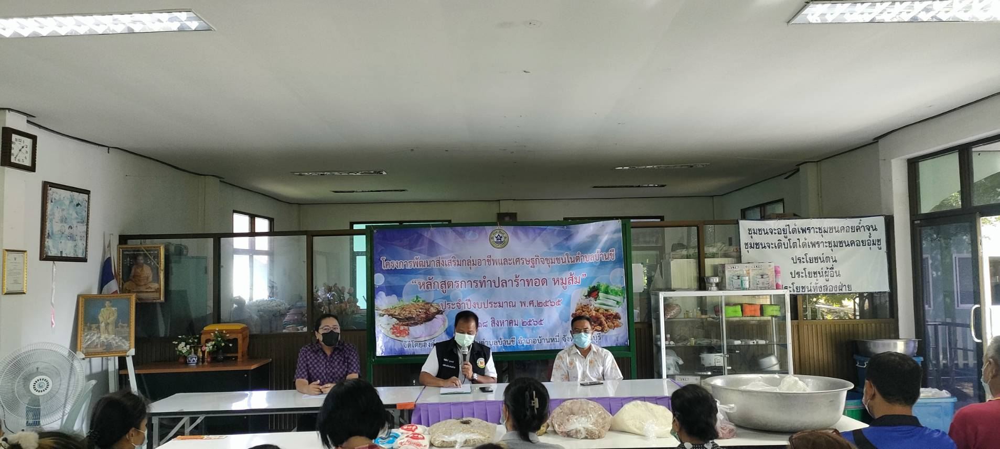 โครงการพัฒนาส่งเสริมกลุ่มอาชีพและเศรษฐกิจชุมชนในตำบลบ้านชี
“หลักสูตรการทำปลาร้าทอด หมูส้ม”
ประจำปีงบประมาณ พ.ศ.๒๕๖๕
๑๘ สิงหาคม ๒๕๖๕
จัดโดยองค์ ตำบลบ้านชี อำเภอบ้านหมี่
ชุมชนจะอยู่ได้เพราะชุมชนคอยค้ำจุน
ชุมชนจะเติบโตได้เพราะชุมชนคอยอุ้มชู
ประโยชน์ตน
ประโยชน์ผู้อื่น
ประโยชน์ทั้งสองฝ่าย
OTTO